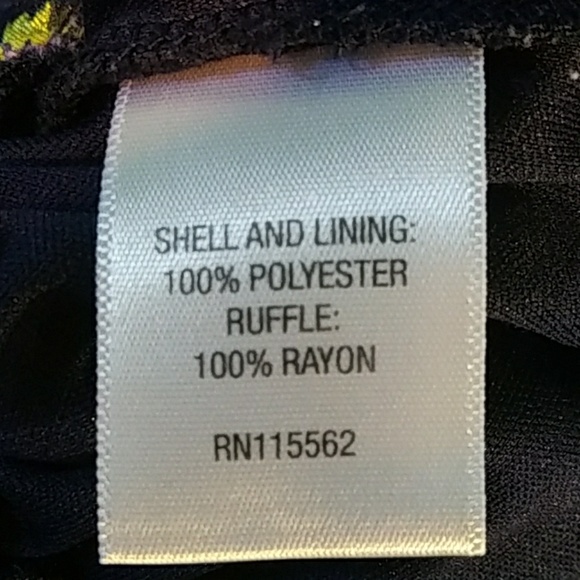 SHELL AND LINING:
100% POLYESTER
RUFFLE:
100% RAYON
RN115562